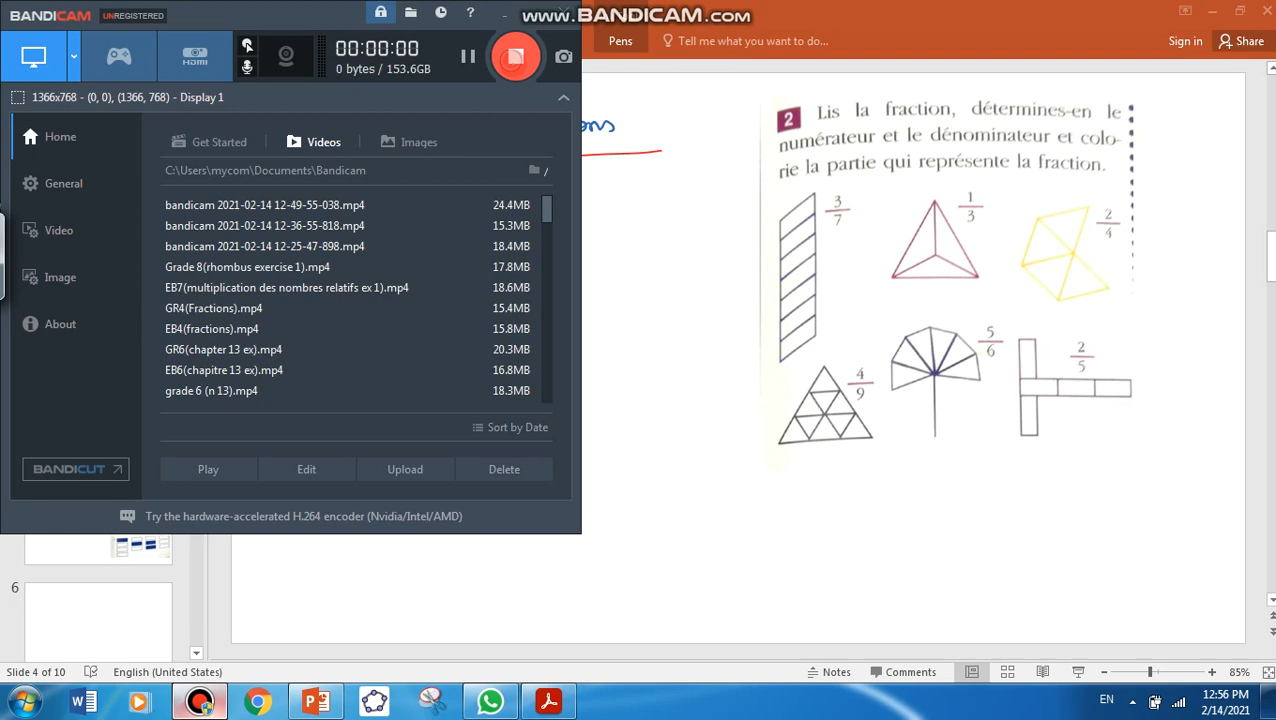 BANDICAM UNREGISTERED
www.BANDICAM.com
HDMI
00:00:00
0 bytes / 153.6GB
1366x768 - (0, 0), (1366, 768) - Display 1
Home
General
Video
Image
About
BANDICUT
Get Started
Videos
Images
C:\Users\mycom\Documents\Bandicam
bandicam 2021-02-14 12-49-55-038.mp4 24.4MB
bandicam 2021-02-14 12-36-55-818.mp4 15.3MB
bandicam 2021-02-14 12-25-47-898.mp4 18.4MB
Grade 8(rhombus exercise 1).mp4 17.8MB
EB7(multiplication des nombres relatifs ex1).mp4 18.6MB
GR4(Fractions).mp4 15.4MB
EB4(fractions).mp4 15.8MB
GR6(chapter 13 ex).mp4 20.3MB
EB6(chapitre 13 ex).mp4 16.8MB
grade 6 (n 13).mp4 18.3MB
Sort by Date
Play Edit Upload Delete
Try the hardware-accelerated H.264 encoder (Nvidia/Intel/AMD)
Pens
Tell me what you want to do...
Sign in
Share
ons
2 Lis la fraction, détermines-en le
numérateur et le dénominateur et colo-
rie la partie qui représente la fraction.
3/7
1/3
2/4
4/9
5/6
2/5
6
Slide 4 of 10
English (United States)
Notes
Comments
85%
EN
12:56 PM
2/14/2021